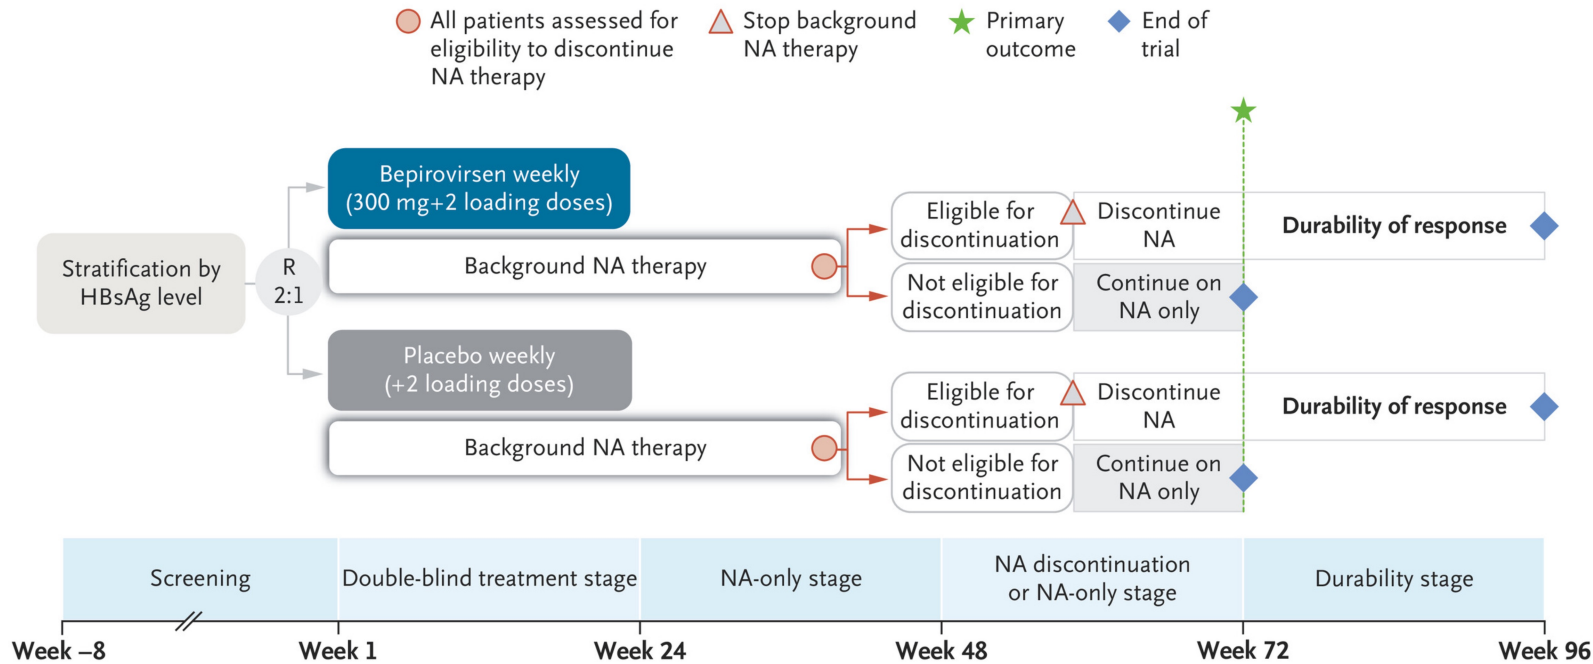 All patients assessed for
eligibility to discontinue
NA therapy
Stop background
NA therapy
Primary
outcome
End of
trial
Stratification by
HBsAg level
R
2:1
Bepirovirsen weekly
(300 mg+2 loading doses)
Background NA therapy
Eligible for
discontinuation
Discontinue
NA
Durability of response
Not eligible for
discontinuation
Continue on
NA only
Placebo weekly
(+2 loading doses)
Background NA therapy
Eligible for
discontinuation
Discontinue
NA
Durability of response
Not eligible for
discontinuation
Continue on
NA only
Screening
Double-blind treatment stage
NA-only stage
NA discontinuation
or NA-only stage
Durability stage
Week –8
Week 1
Week 24
Week 48
Week 72
Week 96